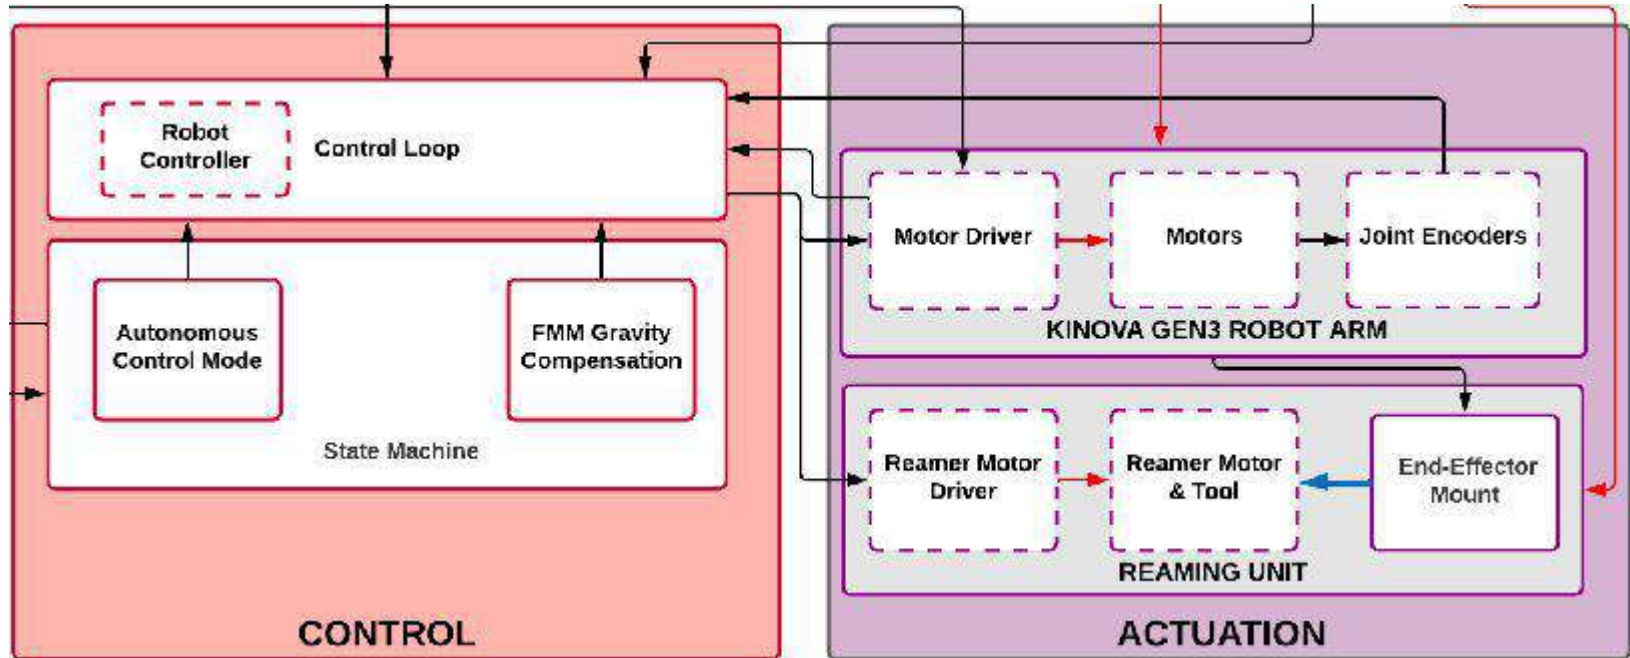 Robot
Controller
Control Loop
Autonomous
Control Mode
FMM Gravity
Compensation
State Machine
CONTROL
Motor Driver
Motors
Joint Encoders
KINOVA GEN3 ROBOT ARM
Reamer Motor
Driver
Reamer Motor
& Tool
End-Effector
Mount
REAMING UNIT
ACTUATION